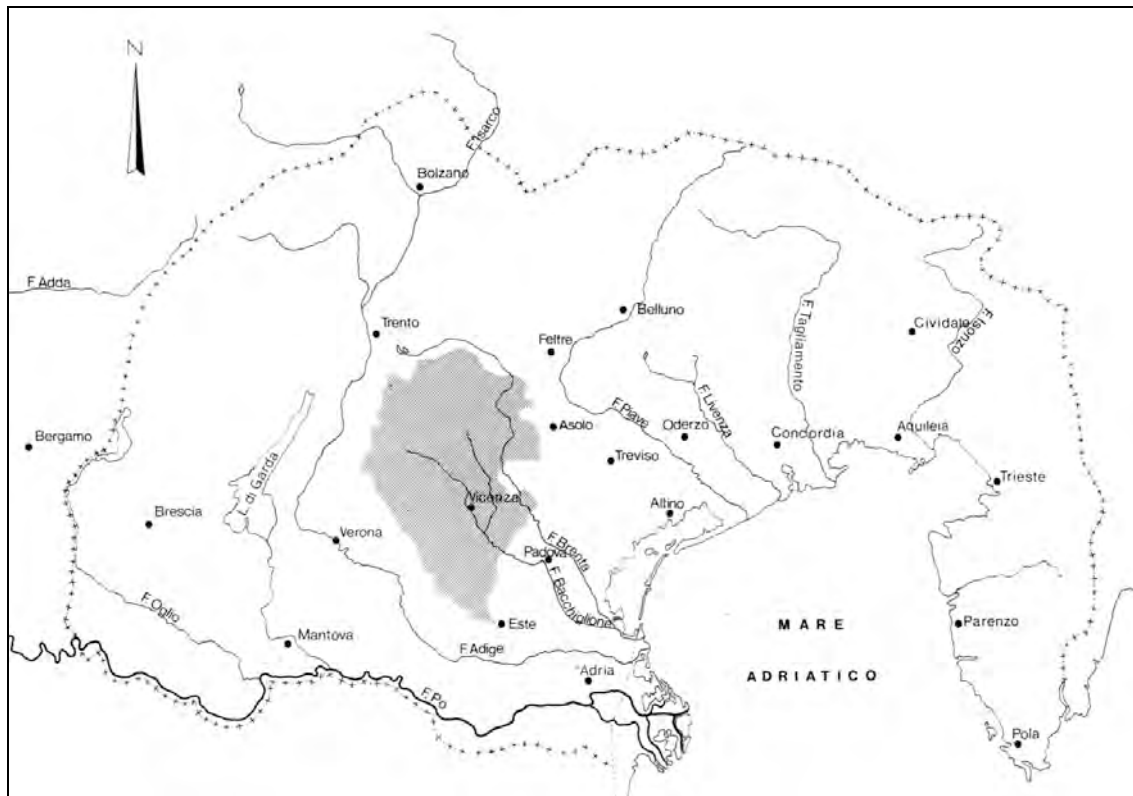 N
F. Isarco
Bolzano
F. Adda
Trento
Belluno
Feltre
F. Tagliamento
Cividale
F. Isonzo
Bergamo
L. di Garda
Asolo
F. Piave
F. Livenza
Oderzo
Concordia
Aquileia
Treviso
Trieste
Brescia
Vicenza
Altino
Verona
Padova
F. Brenta
F. Bacchiglione
F. Oglio
Este
MARE
Parenzo
Mantova
F. Adige
Adria
ADRIATICO
F. Po
Pola